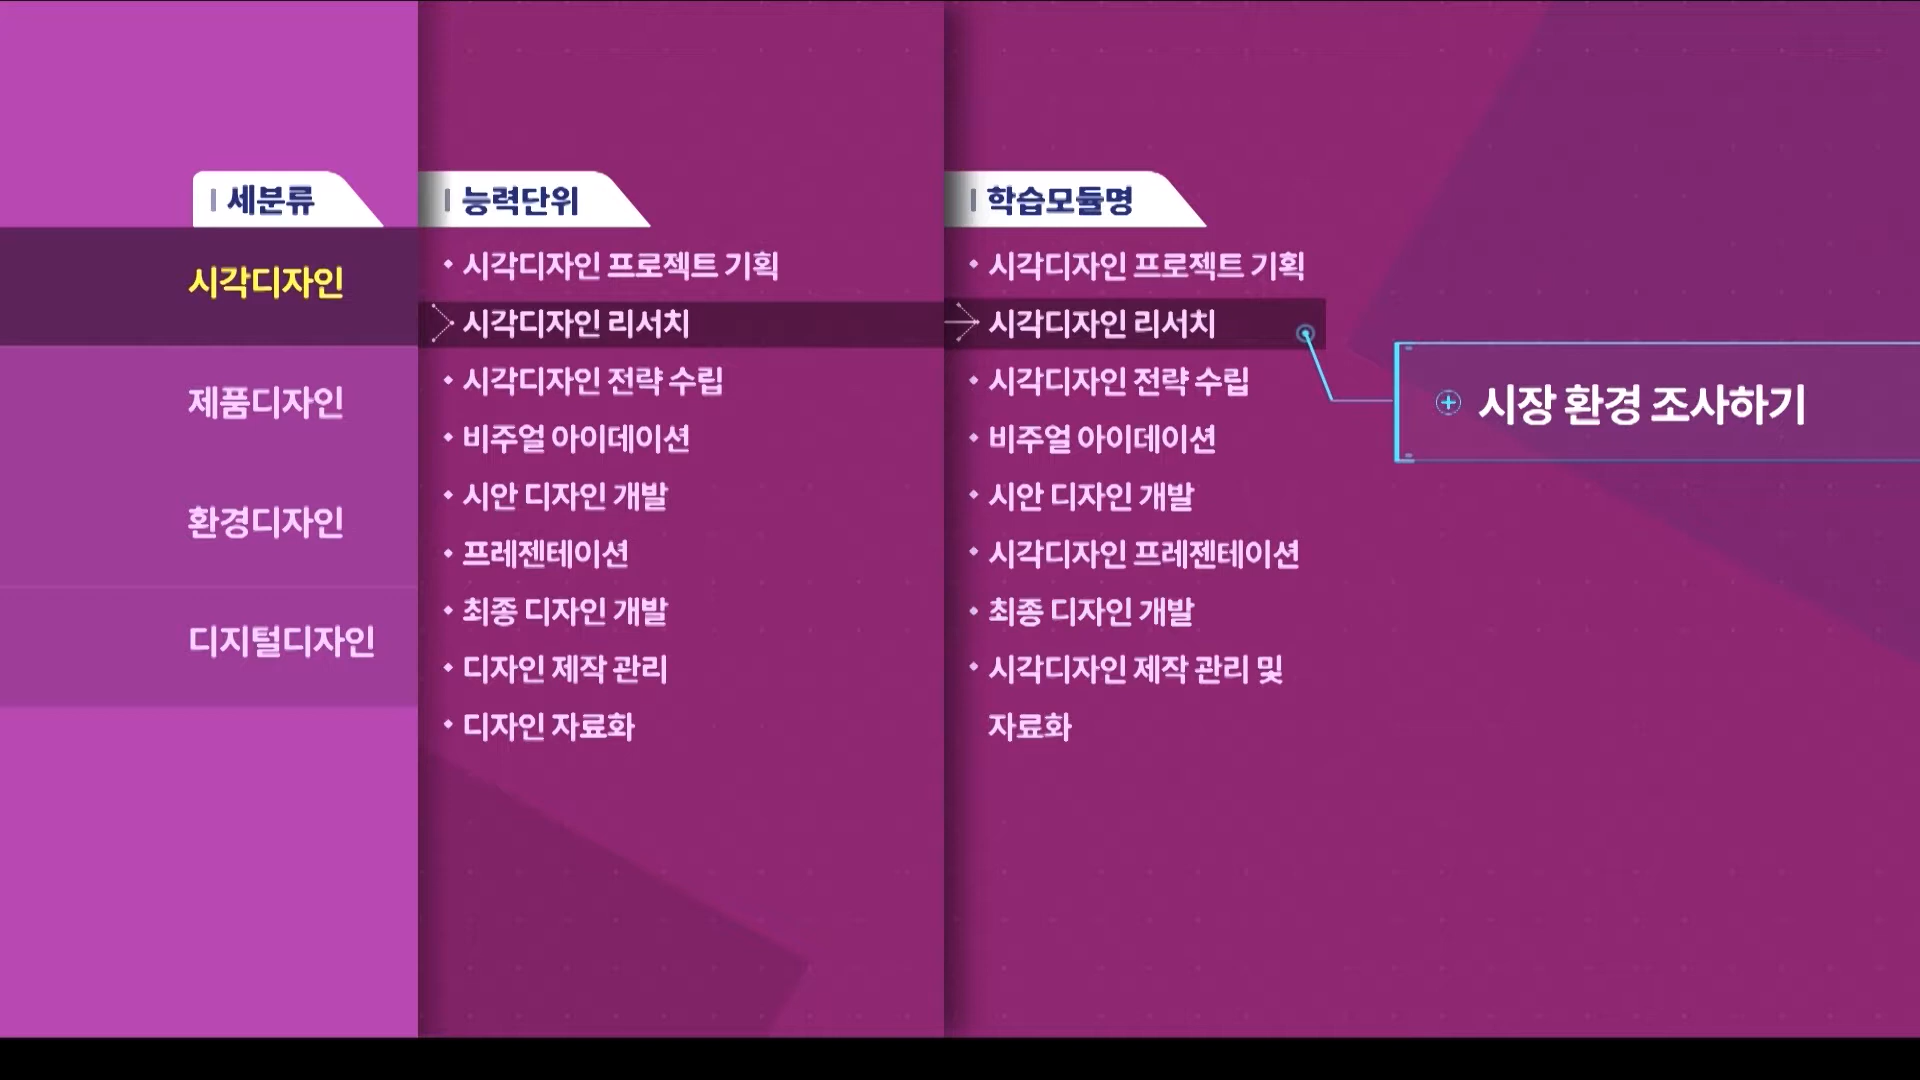 세분류
시각디자인
제품디자인
환경디자인
디지털디자인
능력단위
시각디자인 프로젝트 기획
시각디자인 리서치
시각디자인 전략 수립
비주얼 아이데이션
시안 디자인 개발
프레젠테이션
최종 디자인 개발
디자인 제작 관리
디자인 자료화
학습모듈명
시각디자인 프로젝트 기획
시각디자인 리서치
시각디자인 전략 수립
비주얼 아이데이션
시안 디자인 개발
시각디자인 프레젠테이션
최종 디자인 개발
시각디자인 제작 관리 및
자료화
시장 환경 조사하기